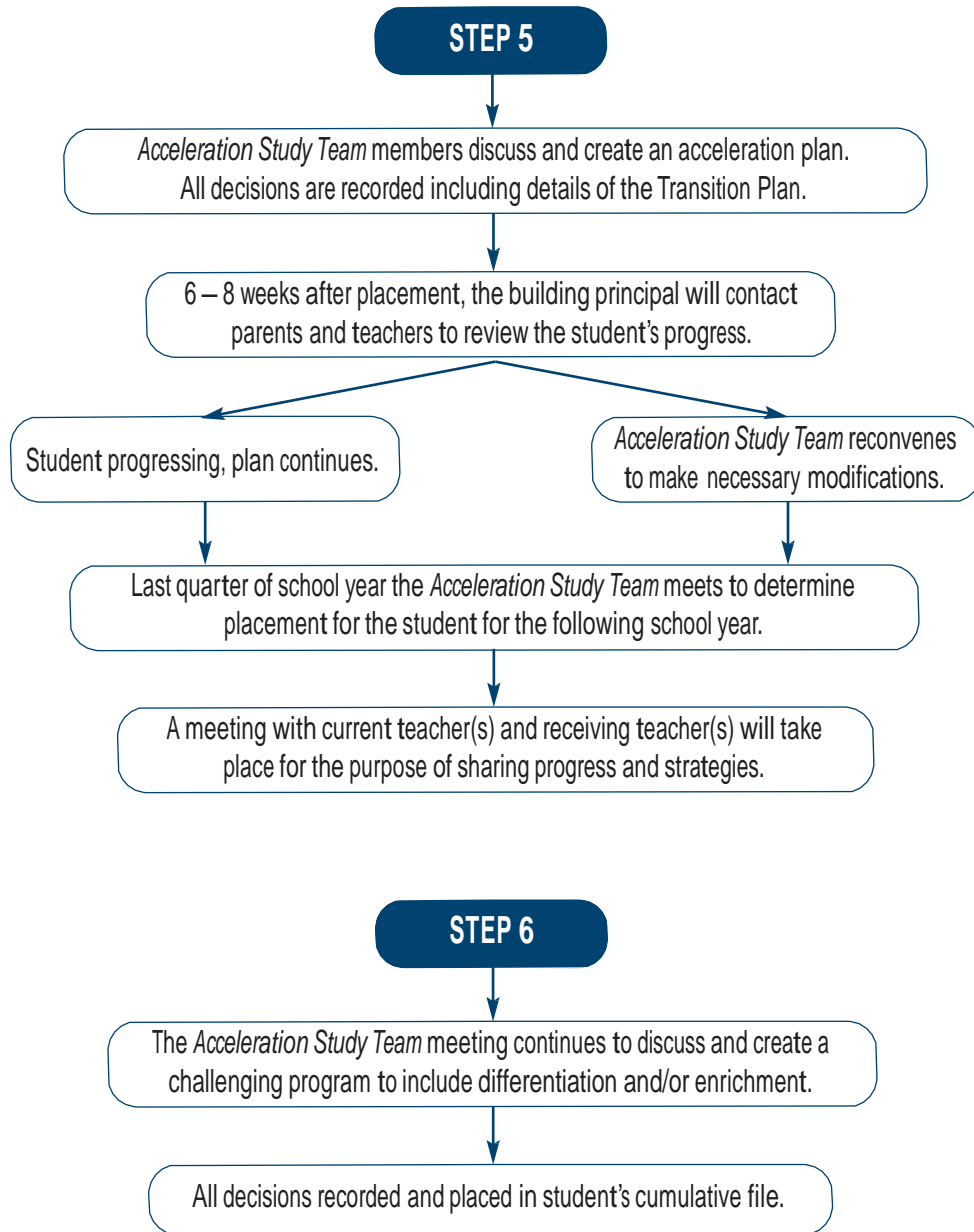 STEP 5
Acceleration Study Team members discuss and create an acceleration plan.
All decisions are recorded including details of the Transition Plan.
6 – 8 weeks after placement, the building principal will contact
parents and teachers to review the student’s progress.
Student progressing, plan continues.
Acceleration Study Team reconvenes
to make necessary modifications.
Last quarter of school year the Acceleration Study Team meets to determine
placement for the student for the following school year.
A meeting with current teacher(s) and receiving teacher(s) will take
place for the purpose of sharing progress and strategies.
STEP 6
The Acceleration Study Team meeting continues to discuss and create a
challenging program to include differentiation and/or enrichment.
All decisions recorded and placed in student’s cumulative file.